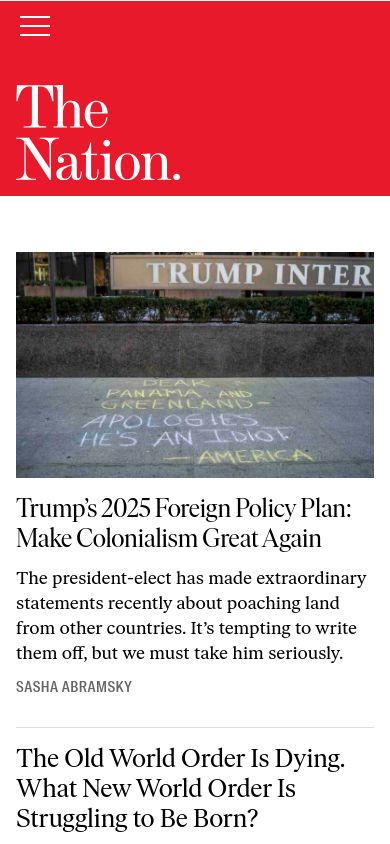 The
Nation.
TRUMP INTER
DEAR
PANAMA AND
GREENLAND—
APOLOGIES
HE'S AN IDIOT
— AMERICA
Trump’s 2025 Foreign Policy Plan:
Make Colonialism Great Again
The president-elect has made extraordinary
statements recently about poaching land
from other countries. It’s tempting to write
them off, but we must take him seriously.
SASHA ABRAMSKY
The Old World Order Is Dying.
What New World Order Is
Struggling to Be Born?